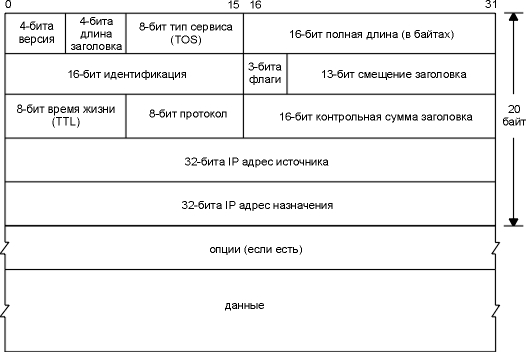 0 15 16 31
4-бита
версия
4-бита
длина
заголовка
8-бит тип сервиса
(TOS)
16-бит полная длина (в байтах)
16-бит идентификация
3-бита
флаги
13-бит смещение заголовка
8-бит время жизни
(TTL)
8-бит протокол
16-бит контрольная сумма заголовка
20
байт
32-бита IP адрес источника
32-бита IP адрес назначения
опции (если есть)
данные